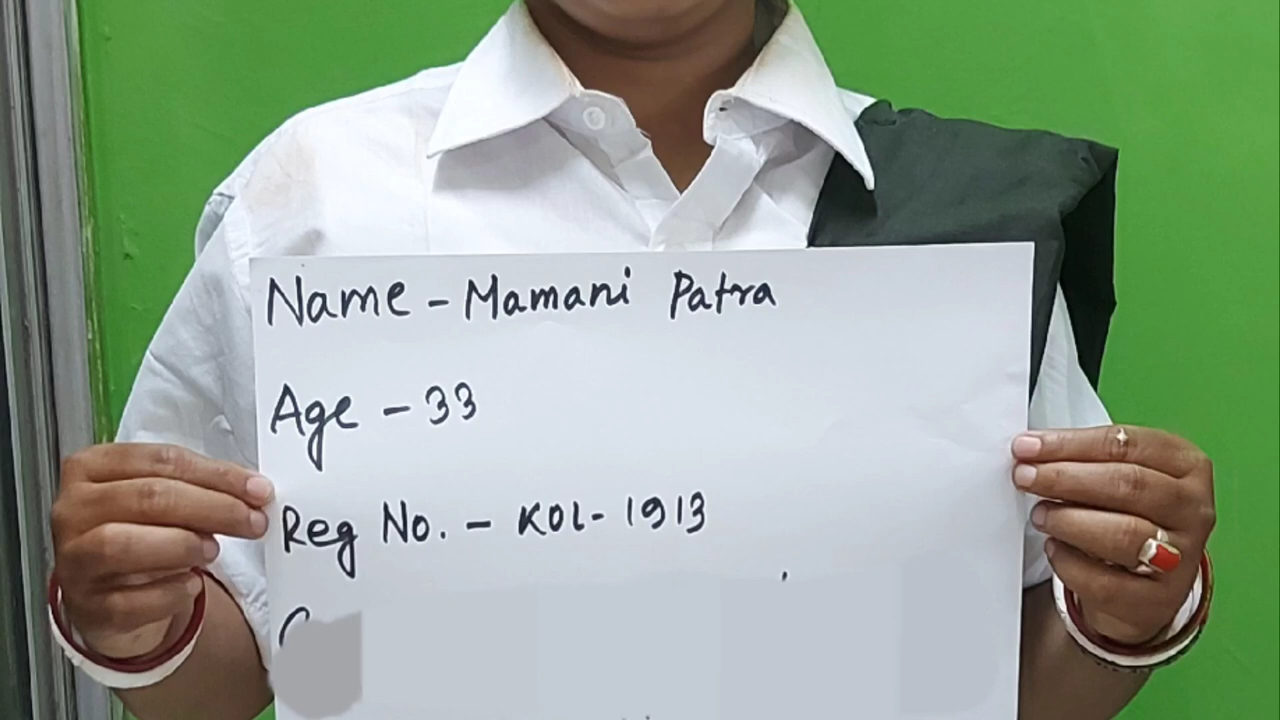 Name - Mamani Patra
Age - 33
Reg No. - KOL- 1913